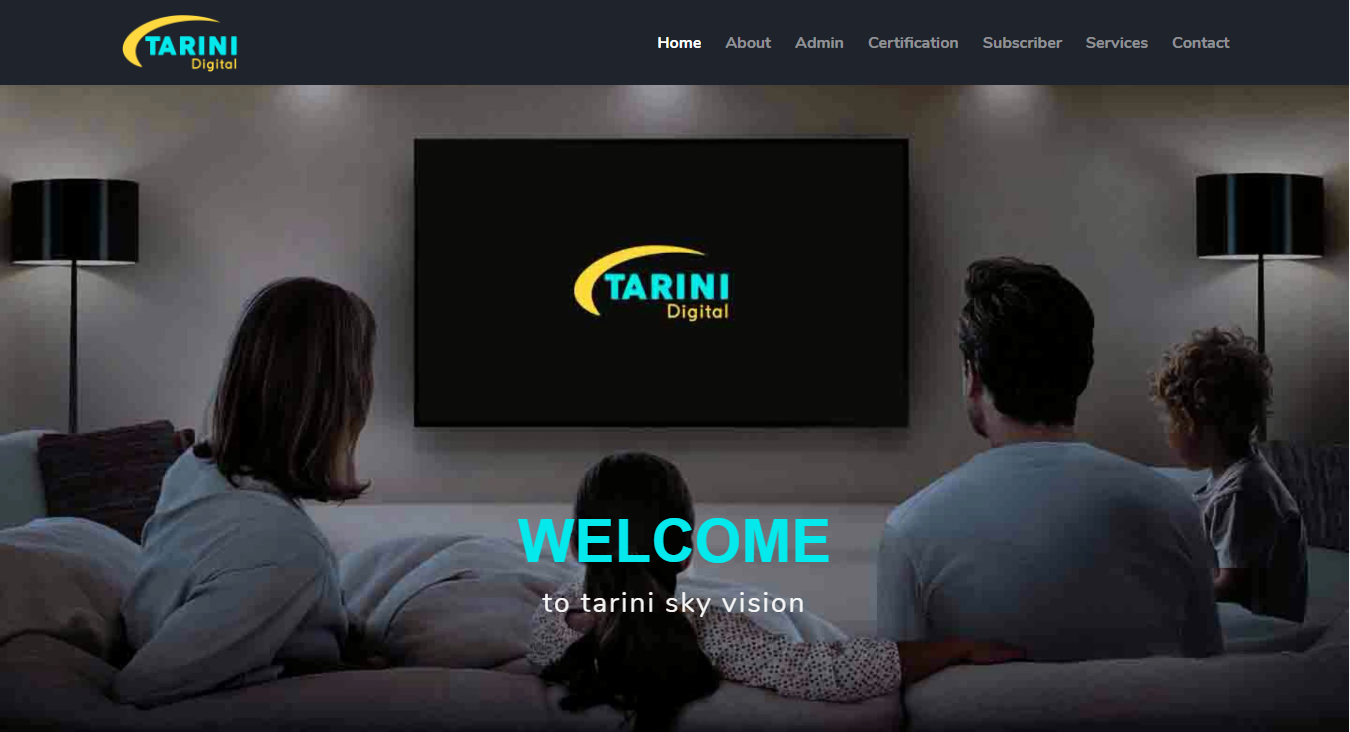 TARINI
Digital
Home About Admin Certification Subscriber Services Contact
TARINI
Digital
WELCOME
to tarini sky vision